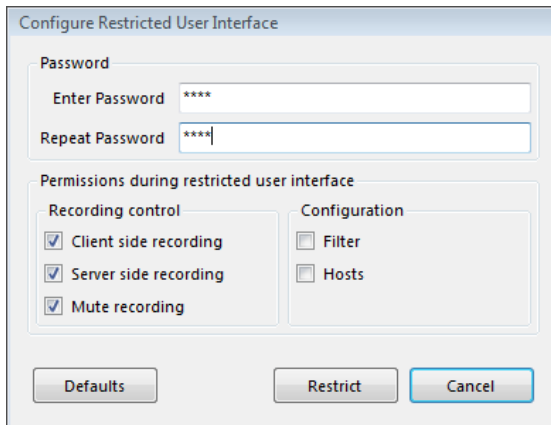 Configure Restricted User Interface
Password
Enter Password ****
Repeat Password ****
Permissions during restricted user interface
Recording control
Client side recording
Server side recording
Mute recording
Configuration
Filter
Hosts
Defaults Restrict Cancel